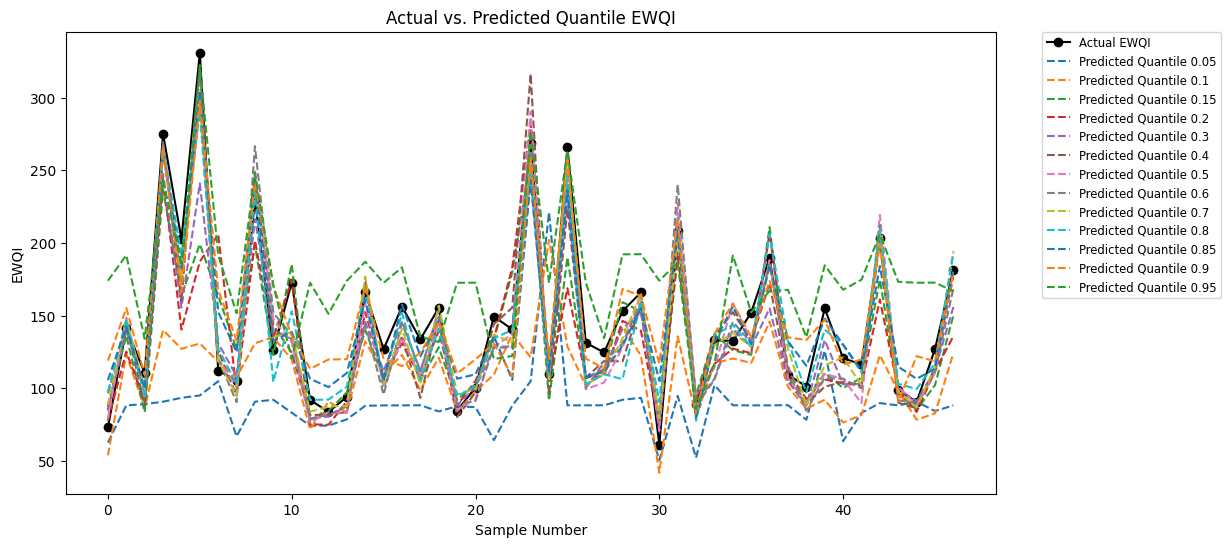 Actual vs. Predicted Quantile EWQI
EWQI
300
250
200
150
100
50
0
10
20
30
40
Sample Number
Actual EWQI
Predicted Quantile 0.05
Predicted Quantile 0.1
Predicted Quantile 0.15
Predicted Quantile 0.2
Predicted Quantile 0.3
Predicted Quantile 0.4
Predicted Quantile 0.5
Predicted Quantile 0.6
Predicted Quantile 0.7
Predicted Quantile 0.8
Predicted Quantile 0.85
Predicted Quantile 0.9
Predicted Quantile 0.95